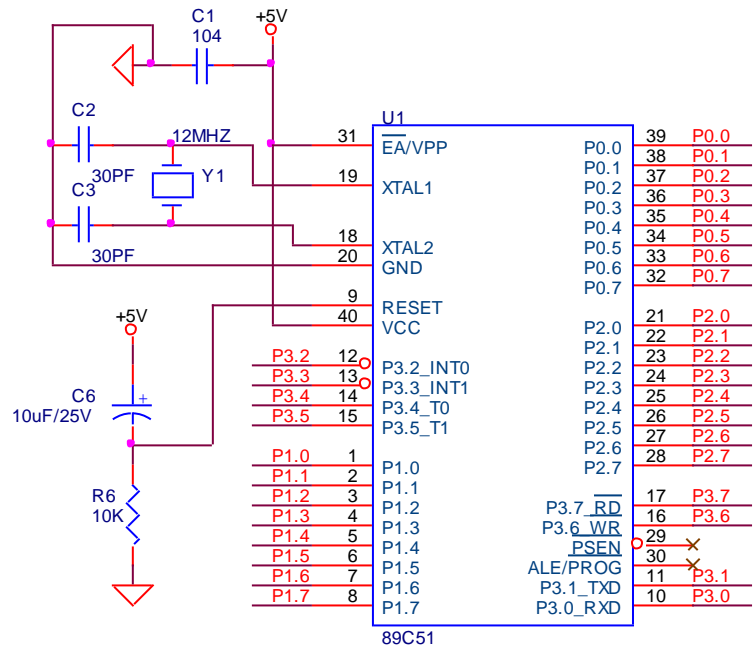 C1
104
+5V
C2
30PF
12MHZ
Y1
C3
30PF
+5V
C6
+
10uF/25V
R6
10K
U1
31 EA/VPP
19 XTAL1
18 XTAL2
20 GND
9 RESET
40 VCC
P3.2 12 P3.2_INT0
P3.3 13 P3.3_INT1
P3.4 14 P3.4_T0
P3.5 15 P3.5_T1
P1.0 1 P1.0
P1.1 2 P1.1
P1.2 3 P1.2
P1.3 4 P1.3
P1.4 5 P1.4
P1.5 6 P1.5
P1.6 7 P1.6
P1.7 8 P1.7
P0.0 39 P0.0
P0.1 38 P0.1
P0.2 37 P0.2
P0.3 36 P0.3
P0.4 35 P0.4
P0.5 34 P0.5
P0.6 33 P0.6
P0.7 32 P0.7
P2.0 21 P2.0
P2.1 22 P2.1
P2.2 23 P2.2
P2.3 24 P2.3
P2.4 25 P2.4
P2.5 26 P2.5
P2.6 27 P2.6
P2.7 28 P2.7
P3.7_RD 17 P3.7
P3.6_WR 16 P3.6
PSEN 29
ALE/PROG 30
P3.1_TXD 11 P3.1
P3.0_RXD 10 P3.0
89C51